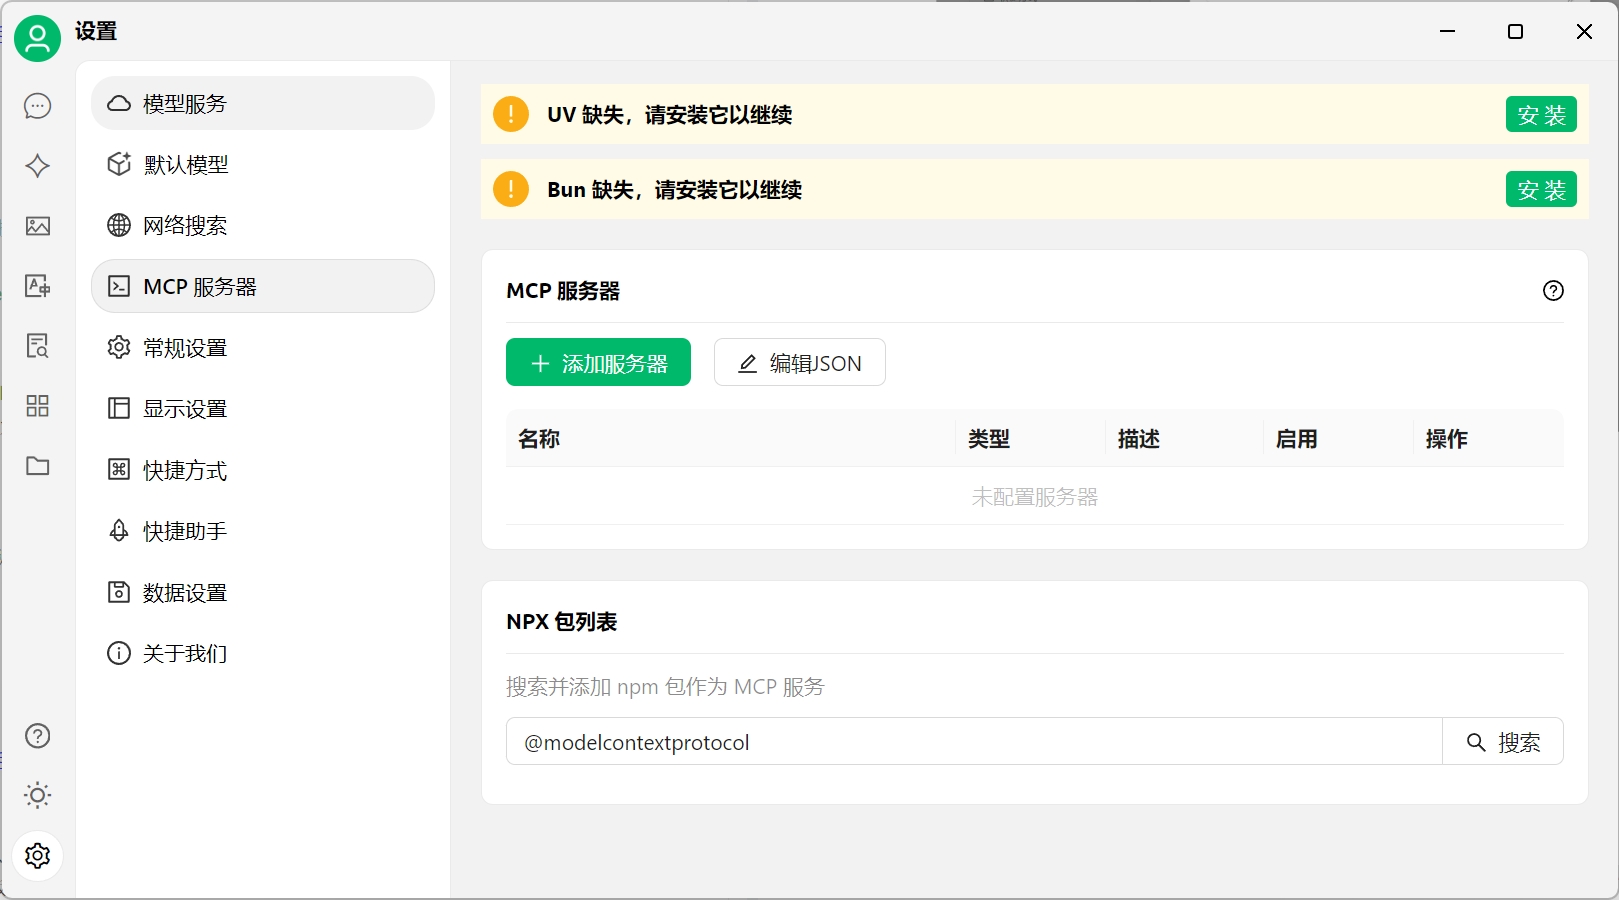 设置
模型服务
默认模型
网络搜索
MCP 服务器
常规设置
显示设置
快捷方式
快捷助手
数据设置
关于我们
UV 缺失，请安装它以继续
安 装
Bun 缺失，请安装它以继续
安 装
MCP 服务器
添加服务器
编辑JSON
名称 类型 描述 启用 操作
未配置服务器
NPX 包列表
搜索并添加 npm 包作为 MCP 服务
@modelcontextprotocol
搜索